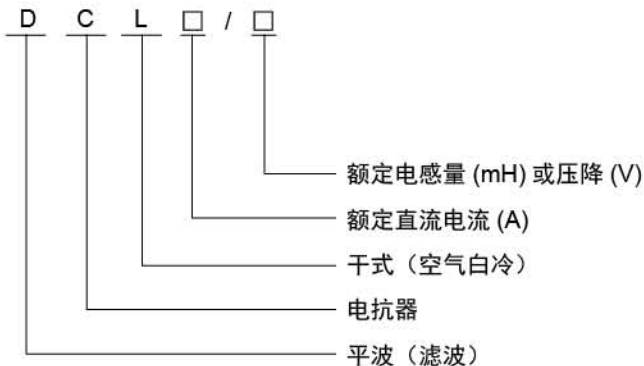 D C L □ / □
额定电感量 (mH) 或压降 (V)
额定直流电流 (A)
干式（空气白冷）
电抗器
平波（滤波）